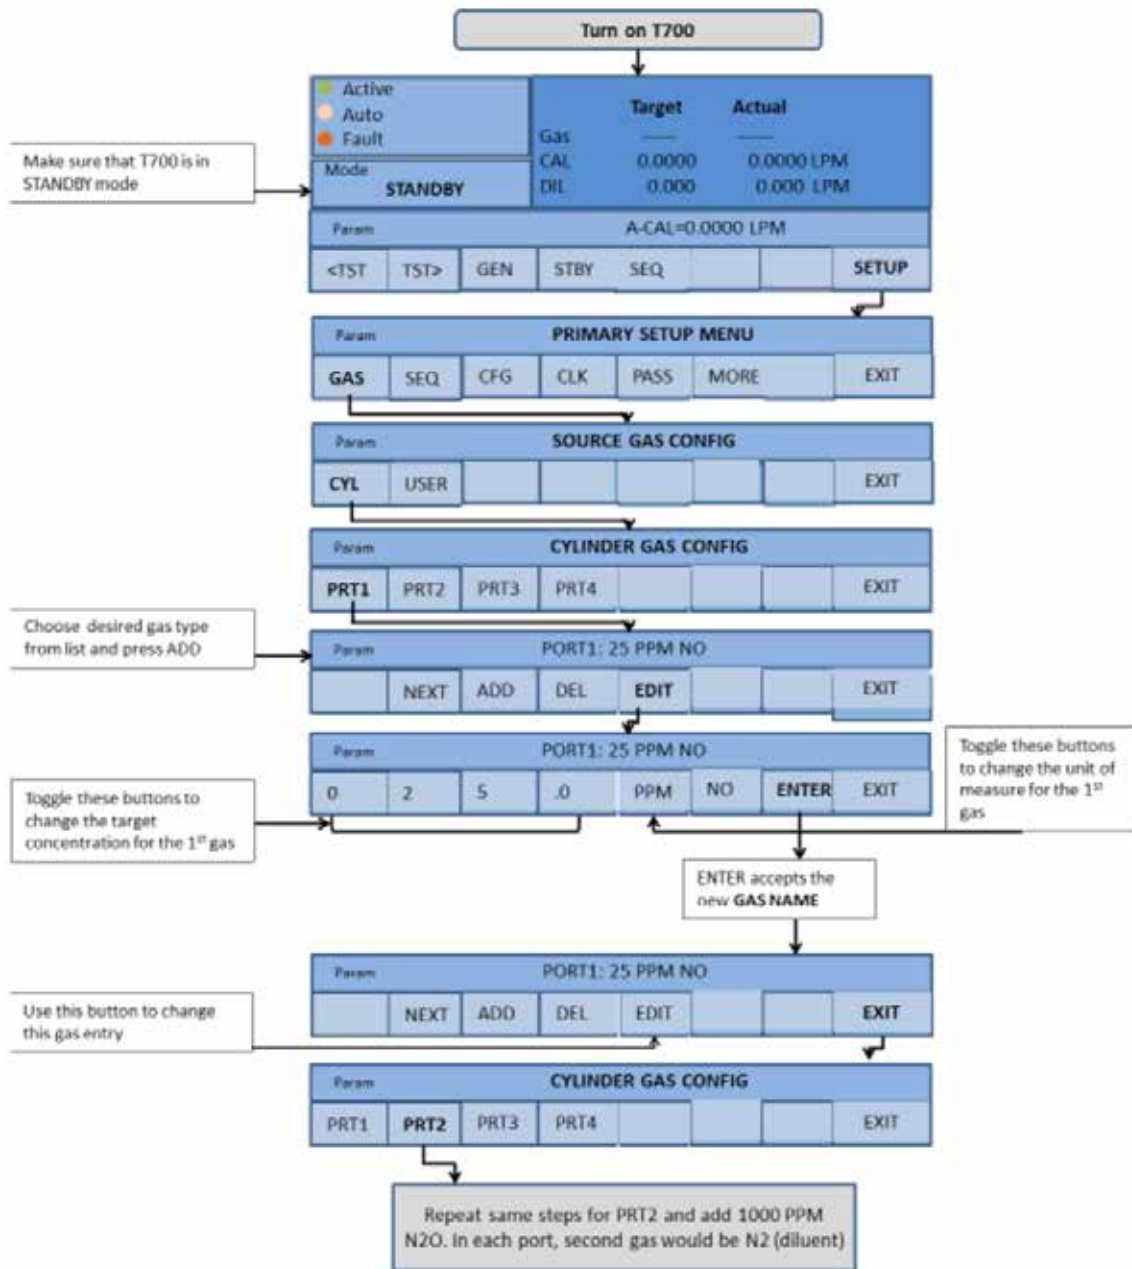 Turn on T700
Active
Auto
Fault
Target Actual
Gas ------ ------
CAL 0.0000 0.0000 LPM
DIL 0.000 0.000 LPM
Make sure that T700 is in
STANDBY mode
Mode
STANDBY
Param A-CAL=0.0000 LPM
<TST TST> GEN STBY SEQ SETUP
Param PRIMARY SETUP MENU
GAS SEQ CFG CLK PASS MORE EXIT
Param SOURCE GAS CONFIG
CYL USER EXIT
Param CYLINDER GAS CONFIG
PRT1 PRT2 PRT3 PRT4 EXIT
Choose desired gas type
from list and press ADD
Param PORT1: 25 PPM NO
NEXT ADD DEL EDIT EXIT
Param PORT1: 25 PPM NO
0 2 5 .0 PPM NO ENTER EXIT
Toggle these buttons
to change the unit of
measure for the 1st
gas
Toggle these buttons to
change the target
concentration for the 1st gas
ENTER accepts the
new GAS NAME
Param PORT1: 25 PPM NO
NEXT ADD DEL EDIT EXIT
Use this button to change
this gas entry
Param CYLINDER GAS CONFIG
PRT1 PRT2 PRT3 PRT4 EXIT
Repeat same steps for PRT2 and add 1000 PPM
N2O. In each port, second gas would be N2 (diluent)